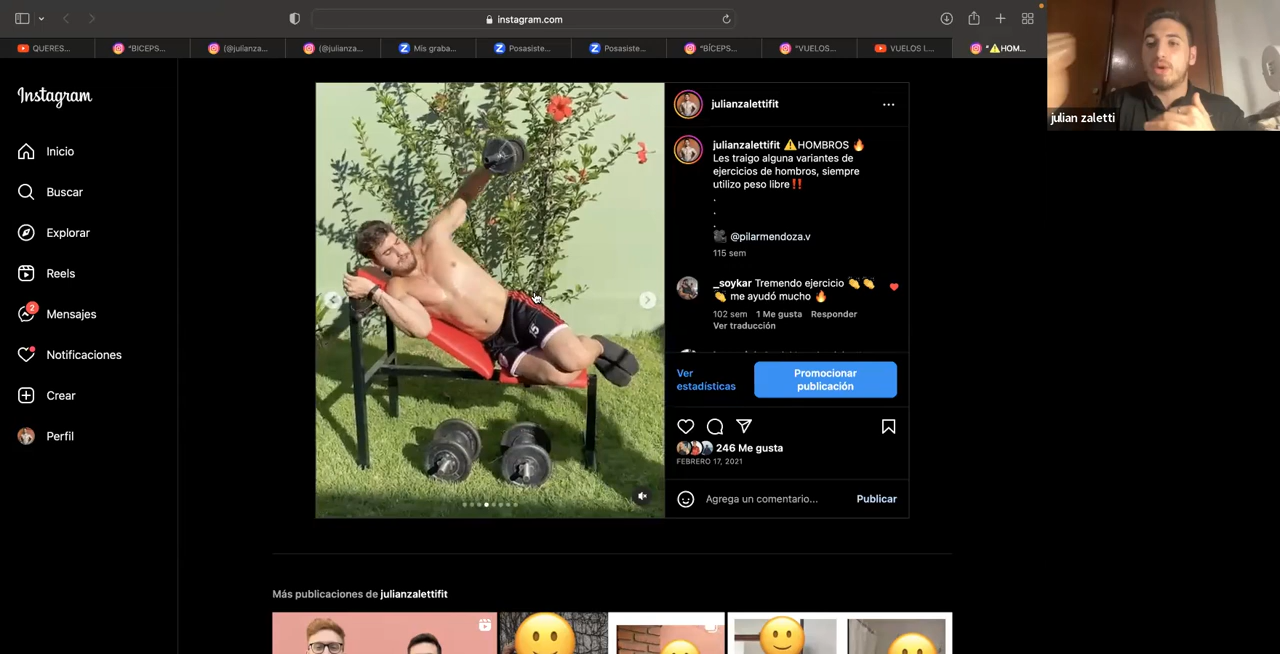 instagram.com
QUERES...
"BICEPS...
(@julianza...
(@julianza...
Mis graba...
Posasiste...
Posasiste...
"BÍCEPS...
"VUELOS...
VUELOS I...
"⚠️HOM...
julian zaletti
Instagram
Inicio
Buscar
Explorar
Reels
2
Mensajes
Notificaciones
Crear
Perfil
julianzalettifit
julianzalettifit ⚠️HOMBROS 🔥
Les traigo alguna variantes de
ejercicios de hombros, siempre
utilizo peso libre‼️
.
.
.
🎥 @pilarmendoza.v
115 sem
_soykar Tremendo ejercicio 👏👏
👏 me ayudó mucho 🔥
102 sem 1 Me gusta Responder
Ver traducción
Ver
estadísticas
Promocionar
publicación
246 Me gusta
FEBRERO 17, 2021
Agrega un comentario...
Publicar
Más publicaciones de julianzalettifit